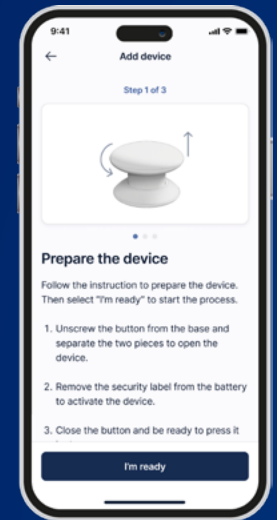 9:41
Add device
Step 1 of 3
Prepare the device
Follow the instruction to prepare the device.
Then select "I'm ready" to start the process.
1. Unscrew the button from the base and
separate the two pieces to open the
device.
2. Remove the security label from the battery
to activate the device.
3. Close the button and be ready to press it
I'm ready